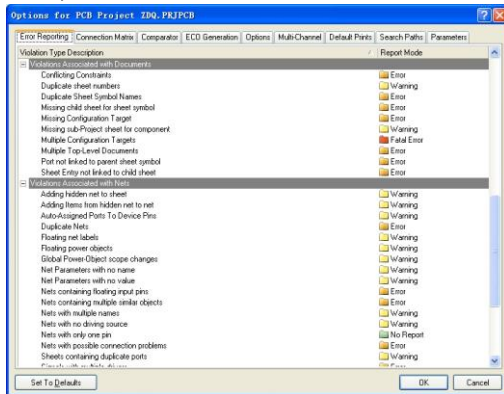 Options for PCB Project ZDQ.PRJPCB
Error Reporting Connection Matrix Comparator ECO Generation Options Multi-Channel Default Prints Search Paths Parameters
Violation Type Description Report Mode
Violations Associated with Documents
Conflicting Constraints Error
Duplicate sheet numbers Warning
Duplicate Sheet Symbol Names Error
Missing child sheet for sheet symbol Error
Missing Configuration Target Error
Missing sub-Project sheet for component Warning
Multiple Configuration Targets Fatal Error
Multiple Top-Level Documents Error
Port not linked to parent sheet symbol Error
Sheet Entry not linked to child sheet Error
Violations Associated with Nets
Adding hidden net to sheet Warning
Adding Items from hidden net to net Warning
Auto-Assigned Ports To Device Pins Warning
Duplicate Nets Error
Floating net labels Warning
Floating power objects Warning
Global Power-Object scope changes Warning
Net Parameters with no name Warning
Net Parameters with no value Warning
Nets containing floating input pins Error
Nets containing multiple similar objects Error
Nets with multiple names Warning
Nets with no driving source Warning
Nets with only one pin No Report
Nets with possible connection problems Error
Sheets containing duplicate ports Warning
Set To Defaults OK Cancel